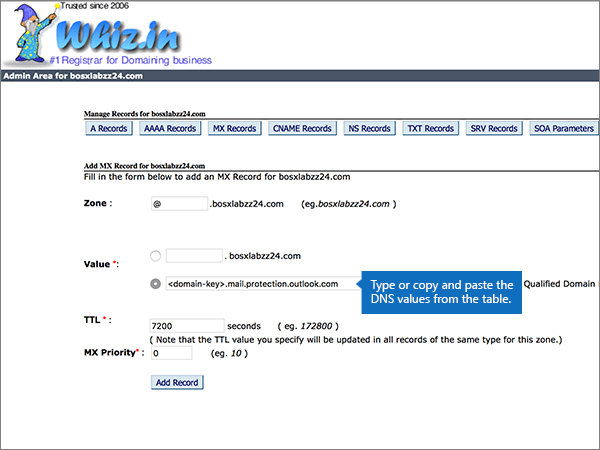 Trusted since 2006
Whiz.in
#1 Registrar for Domaining business
Admin Area for bosxlabzz24.com
Manage Records for bosxlabzz24.com
A Records AAAA Records MX Records CNAME Records NS Records TXT Records SRV Records SOA Parameters
Add MX Record for bosxlabzz24.com
Fill in the form below to add an MX Record for bosxlabzz24.com
Zone : @ .bosxlabzz24.com (eg.bosxlabzz24.com )
. bosxlabzz24.com
Value *:
<domain-key>.mail.protection.outlook.com Qualified Domain
Type or copy and paste the
DNS values from the table.
TTL * : 7200 seconds ( eg. 172800 )
( Note that the TTL value you specify will be updated in all records of the same type for this zone.)
MX Priority* : 0 (eg. 10 )
Add Record